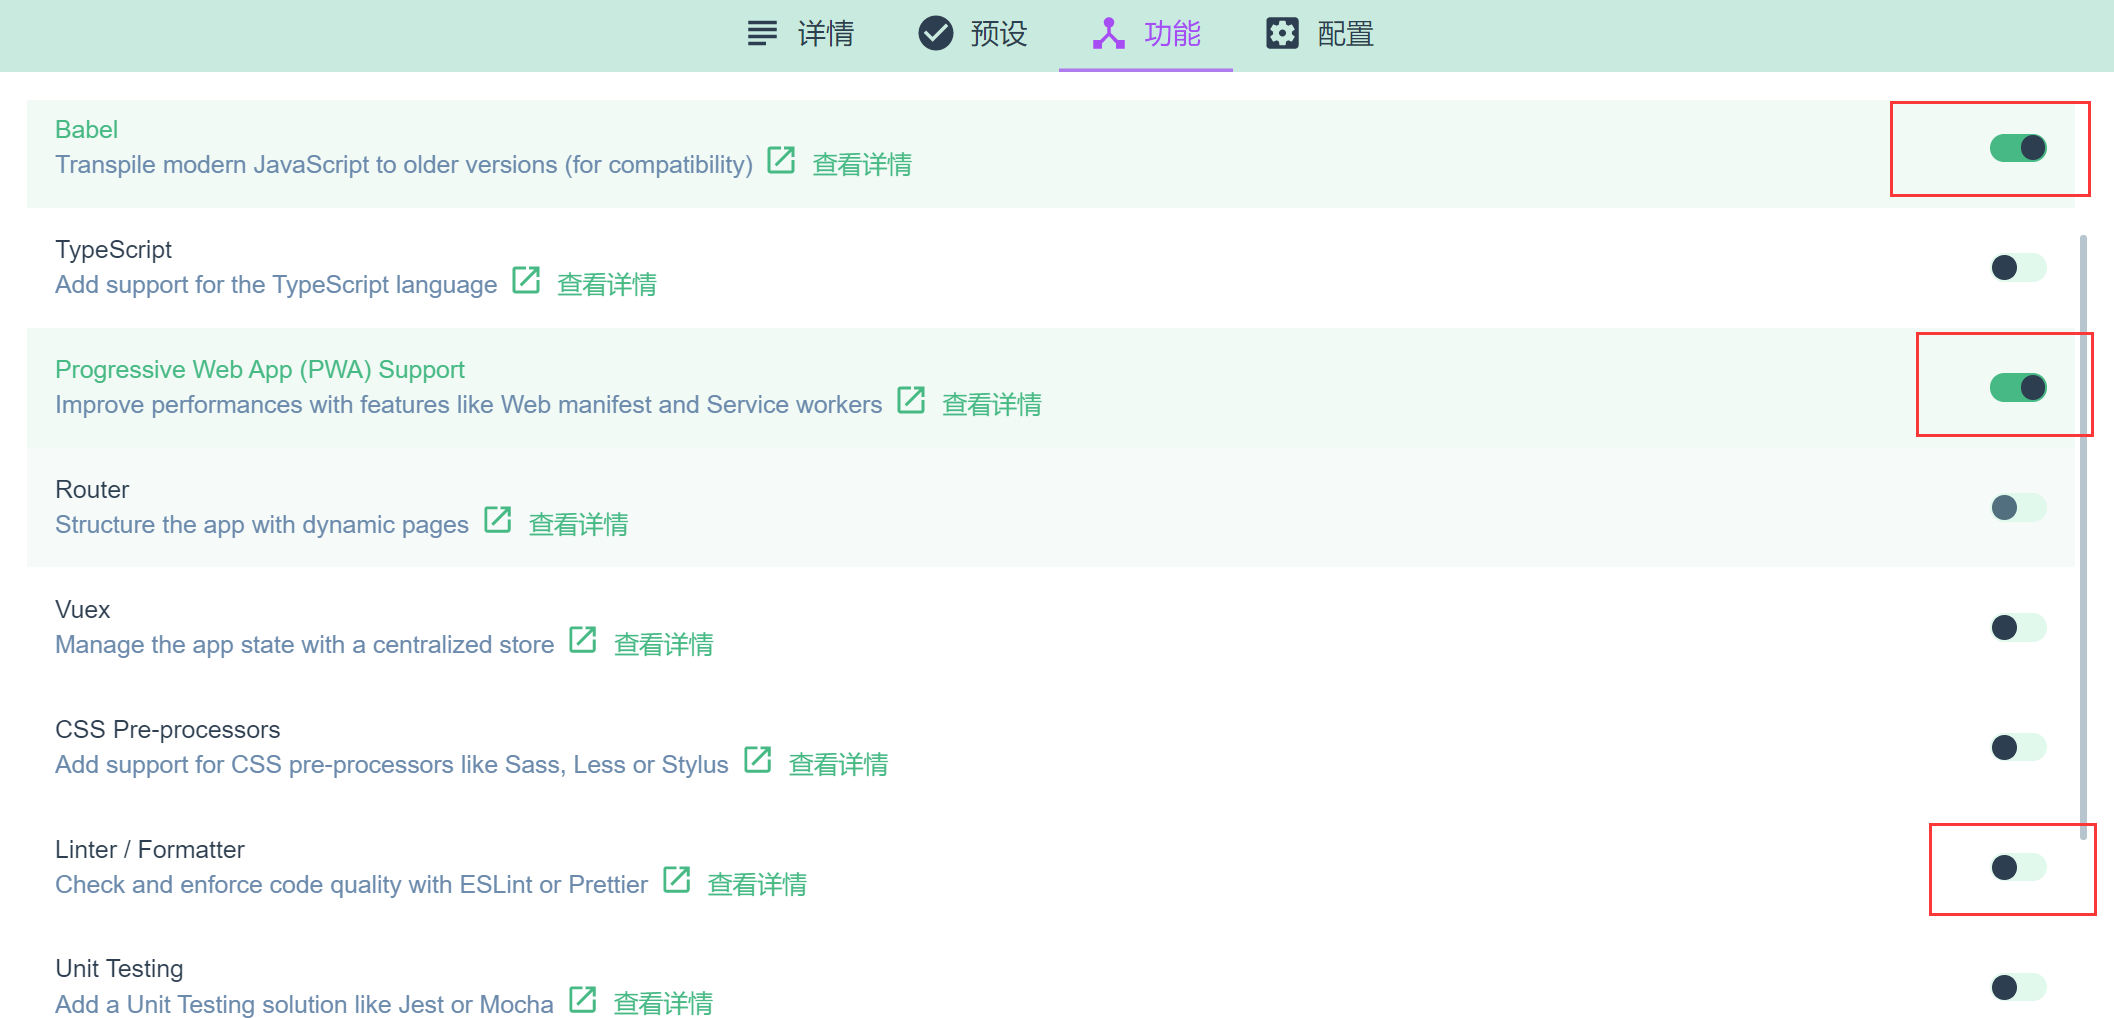 详情 预设 功能 配置
Babel
Transpile modern JavaScript to older versions (for compatibility) 查看详情
TypeScript
Add support for the TypeScript language 查看详情
Progressive Web App (PWA) Support
Improve performances with features like Web manifest and Service workers 查看详情
Router
Structure the app with dynamic pages 查看详情
Vuex
Manage the app state with a centralized store 查看详情
CSS Pre-processors
Add support for CSS pre-processors like Sass, Less or Stylus 查看详情
Linter / Formatter
Check and enforce code quality with ESLint or Prettier 查看详情
Unit Testing
Add a Unit Testing solution like Jest or Mocha 查看详情